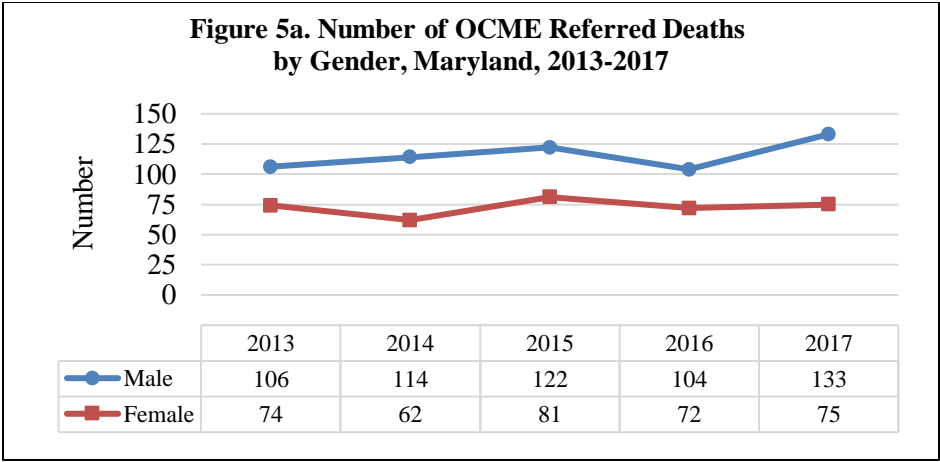 Figure 5a. Number of OCME Referred Deaths
by Gender, Maryland, 2013-2017
150
125
100
75
50
25
0
Number
2013 2014 2015 2016 2017
Male 106 114 122 104 133
Female 74 62 81 72 75